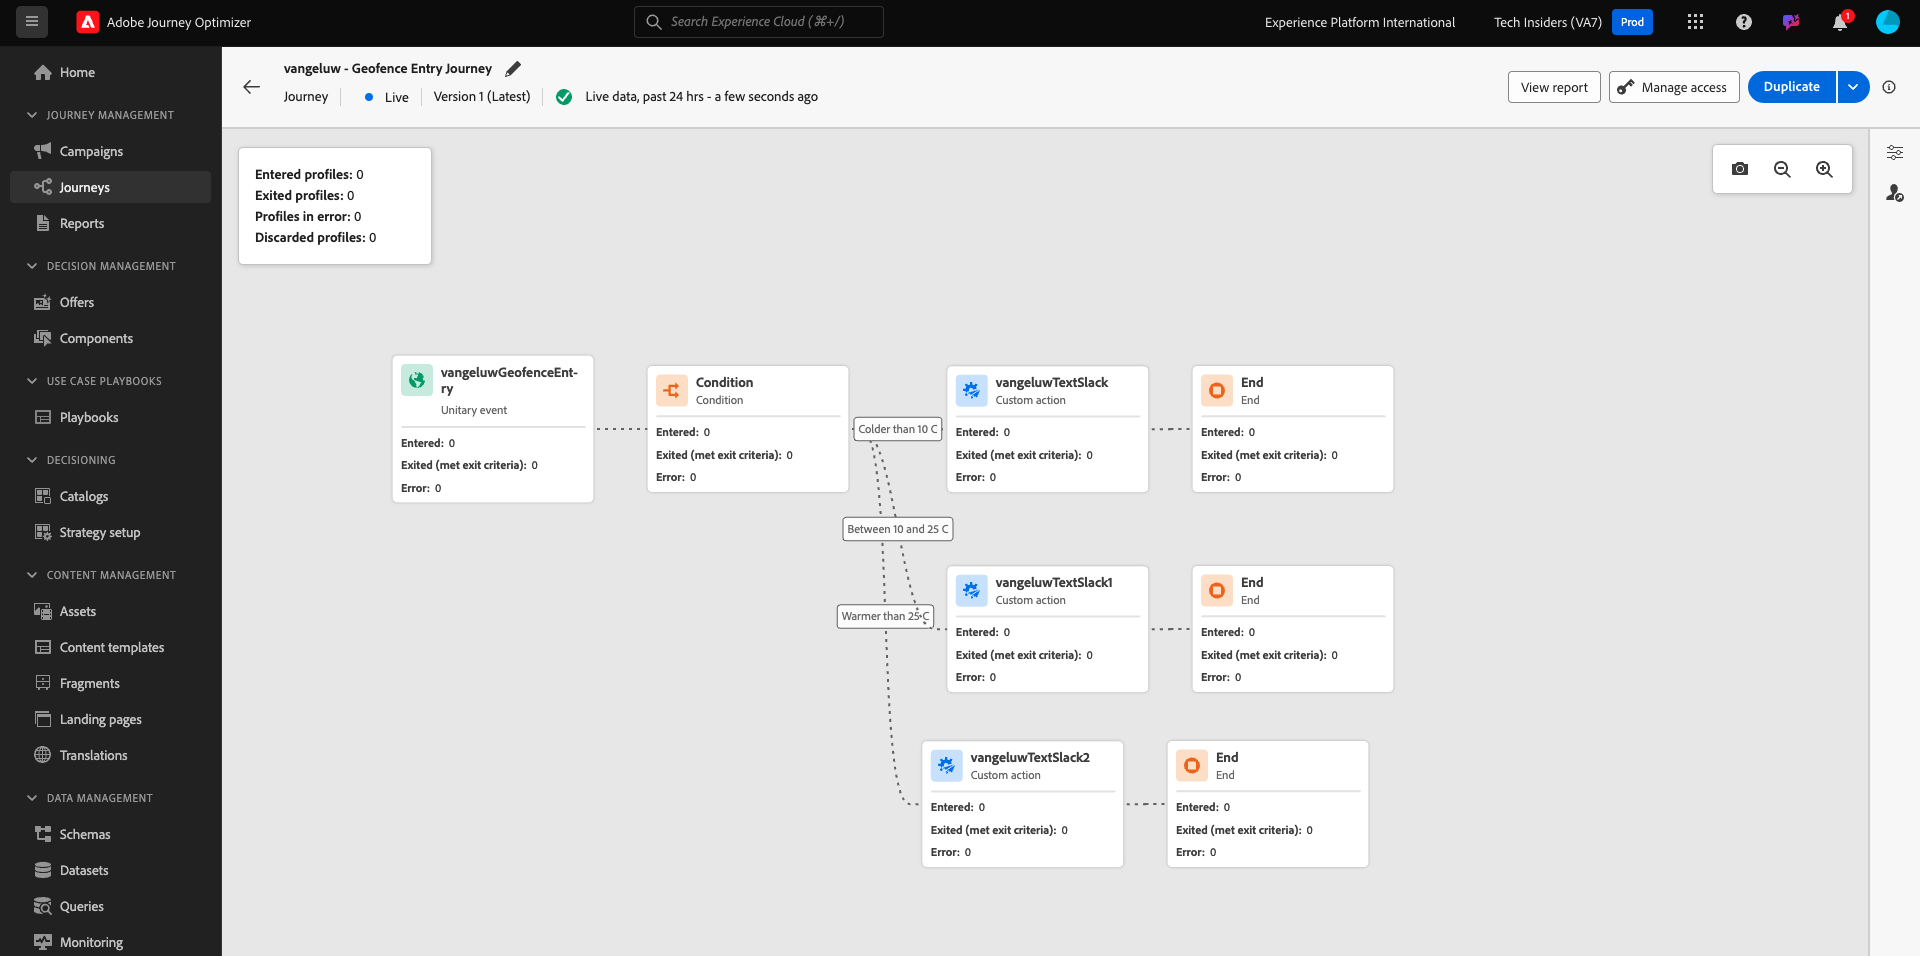 Adobe Journey Optimizer
Search Experience Cloud (⌘+/)
Experience Platform International
Tech Insiders (VA7)
Prod
1
Home
JOURNEY MANAGEMENT
Campaigns
Journeys
Reports
DECISION MANAGEMENT
Offers
Components
USE CASE PLAYBOOKS
Playbooks
DECISIONING
Catalogs
Strategy setup
CONTENT MANAGEMENT
Assets
Content templates
Fragments
Landing pages
Translations
DATA MANAGEMENT
Schemas
Datasets
Queries
Monitoring
vangeluw - Geofence Entry Journey
Journey
Live
Version 1 (Latest)
Live data, past 24 hrs - a few seconds ago
View report
Manage access
Duplicate
Entered profiles: 0
Exited profiles: 0
Profiles in error: 0
Discarded profiles: 0
vangeluwGeofenceEnt-
ry
Unitary event
Entered: 0
Exited (met exit criteria): 0
Error: 0
Condition
Condition
Entered: 0
Exited (met exit criteria): 0
Error: 0
Colder than 10 C
Between 10 and 25 C
Warmer than 25 C
vangeluwTextSlack
Custom action
Entered: 0
Exited (met exit criteria): 0
Error: 0
End
End
Entered: 0
Exited (met exit criteria): 0
Error: 0
vangeluwTextSlack1
Custom action
Entered: 0
Exited (met exit criteria): 0
Error: 0
End
End
Entered: 0
Exited (met exit criteria): 0
Error: 0
vangeluwTextSlack2
Custom action
Entered: 0
Exited (met exit criteria): 0
Error: 0
End
End
Entered: 0
Exited (met exit criteria): 0
Error: 0